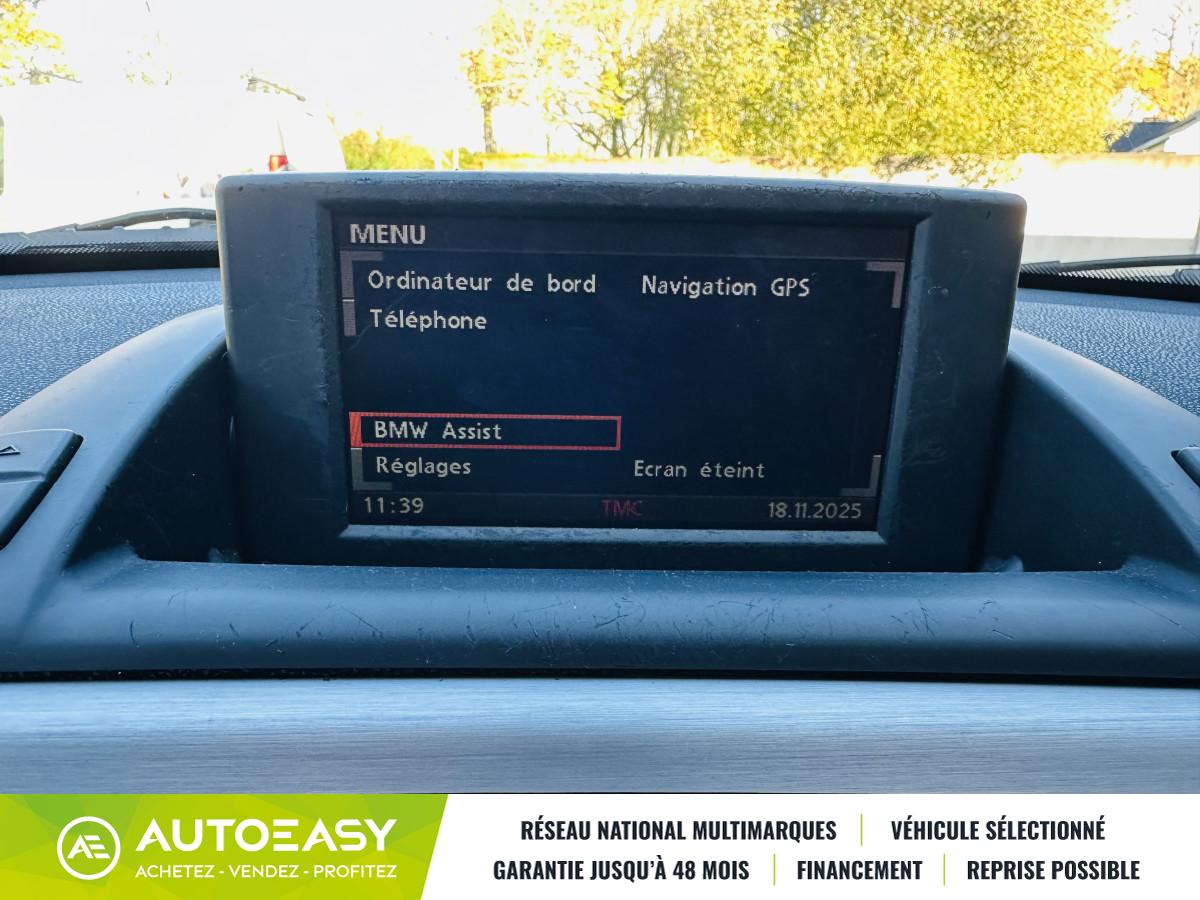 MENU
Ordinateur de bord Navigation GPS
Téléphone
BMW Assist
Réglages Ecran éteint
11:39 TMC 18.11.2025
AE AUTOEASY
ACHETEZ - VENDEZ - PROFITEZ
RÉSEAU NATIONAL MULTIMARQUES VÉHICULE SÉLECTIONNÉ
GARANTIE JUSQU'À 48 MOIS FINANCEMENT REPRISE POSSIBLE